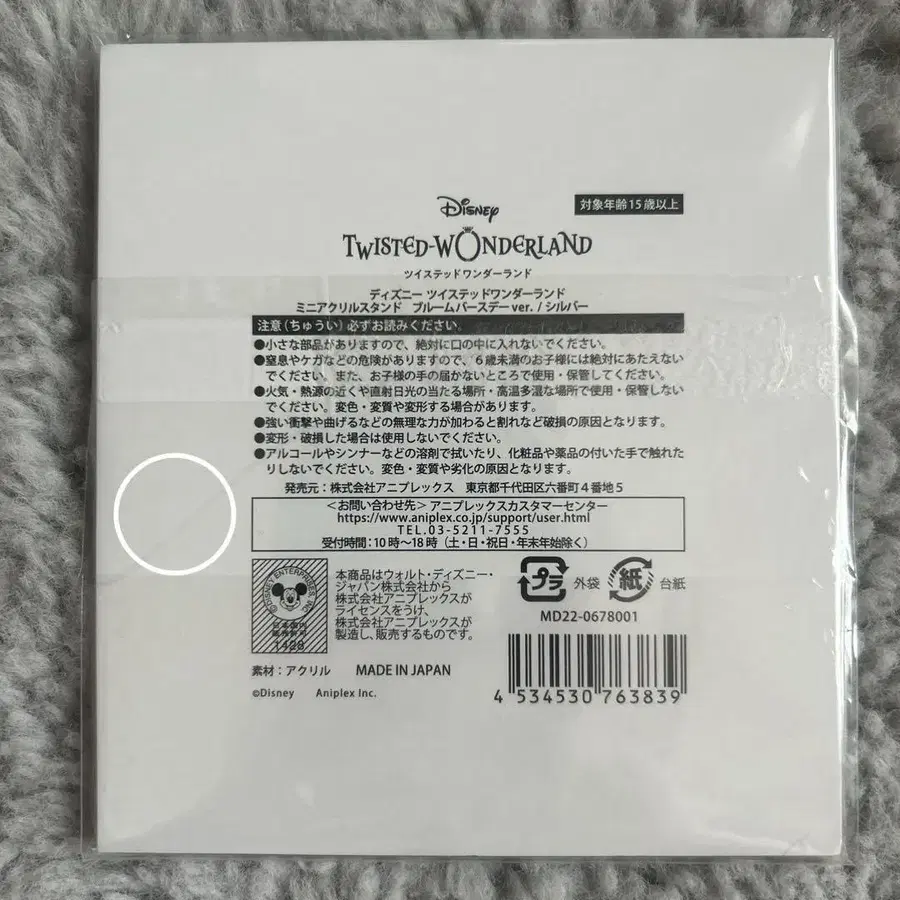 Disney
対象年齢15歳以上
TWISTED-WONDERLAND
ツイステッドワンダーランド
ディズニー ツイステッドワンダーランド
ミニアクリルスタンド ブルームバースデーver. / シルバー
注意(ちゅうい)必ずお読みください
●小さな部品がありますので、絶対に口の中に入れないでください。
●窒息やケガなどの危険がありますので、6歳未満のお子様には絶対にあたえない
でください。また、お子様の手の届かないところで使用・保管してください。
●火気・熱源の近くや直射日光の当たる場所・高温多湿な場所で使用・保管しない
でください。変色・変質や変形する場合があります。
●強い衝撃や曲げるなどの無理な力が加わると割れなど破損の原因となります。
●変形・破損した場合は使用しないでください。
●アルコールやシンナーなどの溶剤で拭いたり、化粧品や薬品の付いた手で触れた
りしないでください。変色・変質や劣化の原因となります。
発売元:株式会社アニプレックス 東京都千代田区六番町4番地5
<お問い合わせ先> アニプレックスカスタマーセンター
https://www.aniplex.co.jp/support/user.html
TEL.03-5211-7555
受付時間:10時~18時(土・日・祝日・年末年始除く)
©DISNEY ENTERPRISES, INC.
日本国内
販売許可
1428
本商品はウォルト・ディズニー・
ジャパン株式会社から
株式会社アニプレックスが
ライセンスをうけ、
株式会社アニプレックスが
製造し、販売するものです。
プラ 外袋 紙 台紙
MD22-0678001
素材:アクリル MADE IN JAPAN
©Disney Aniplex Inc.
4 534530 763839